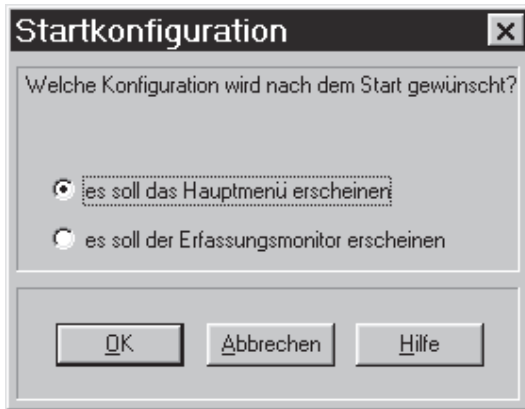 Startkonfiguration
Welche Konfiguration wird nach dem Start gewünscht?
es soll das Hauptmenü erscheinen
es soll der Erfassungsmonitor erscheinen
OK Abbrechen Hilfe